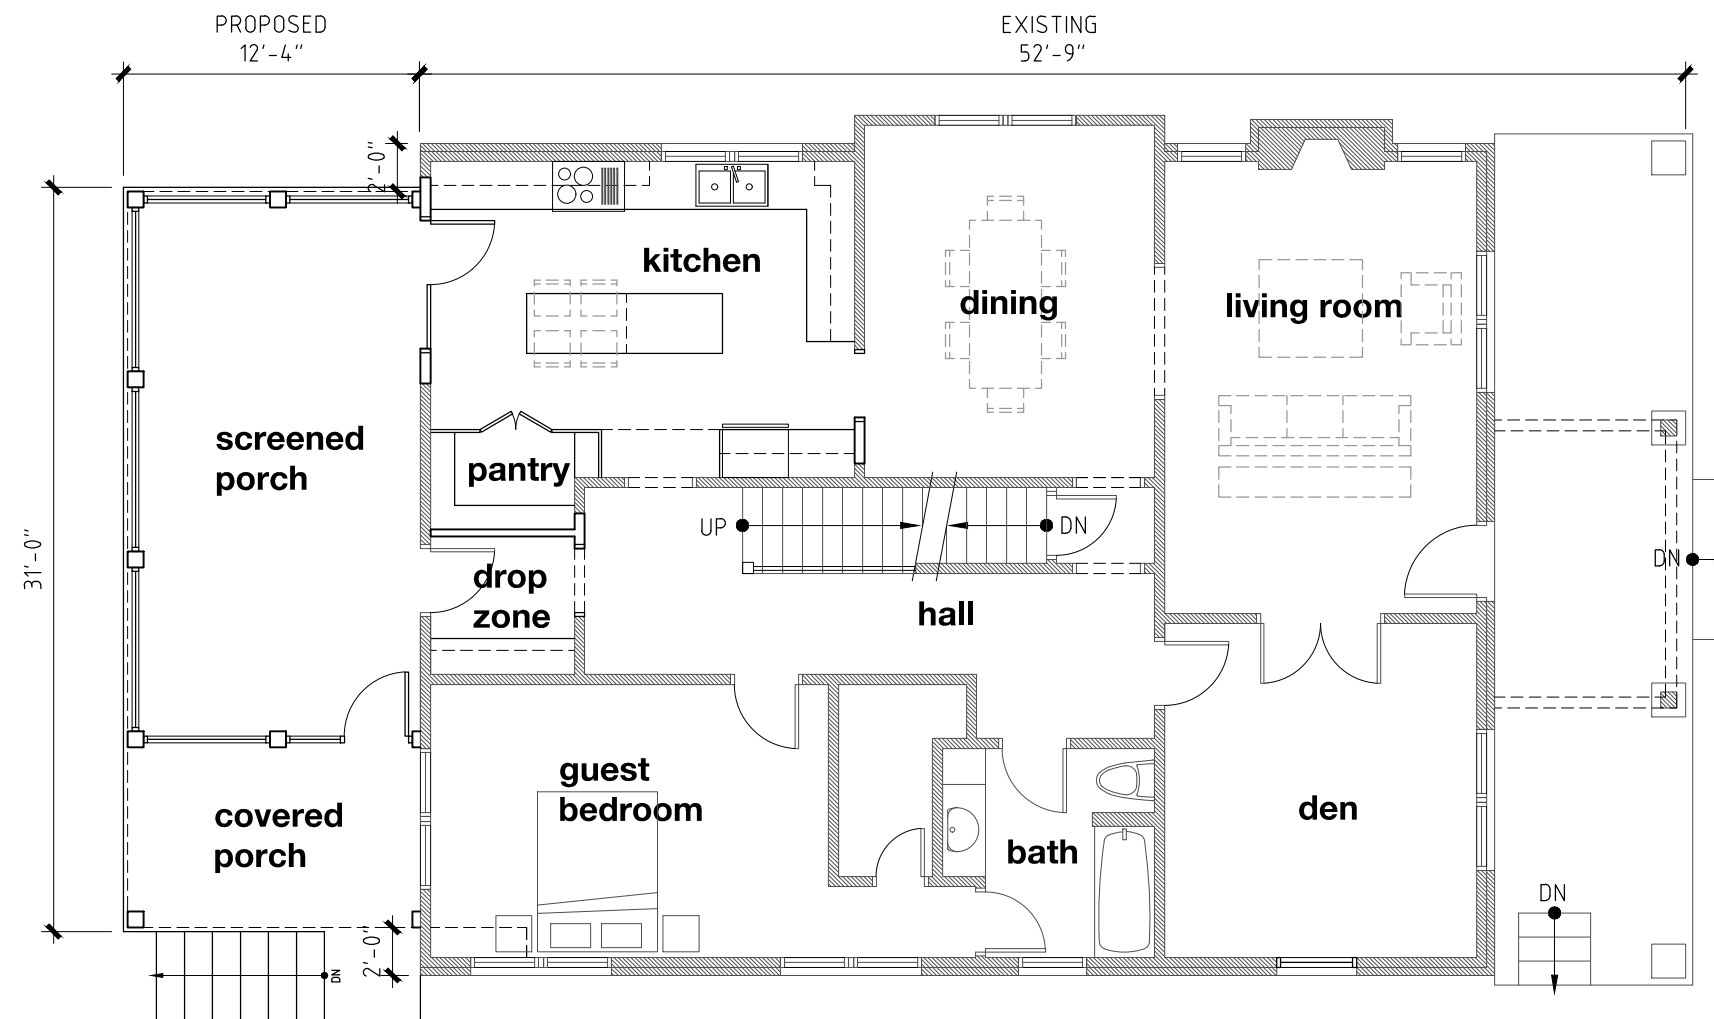 PROPOSED
12'-4"
EXISTING
52'-9"
2'-0"
kitchen
dining
living room
screened
porch
pantry
UP
DN
31'-0"
drop
zone
hall
DN
guest
bedroom
covered
porch
bath
den
DN
2'-0"
DN